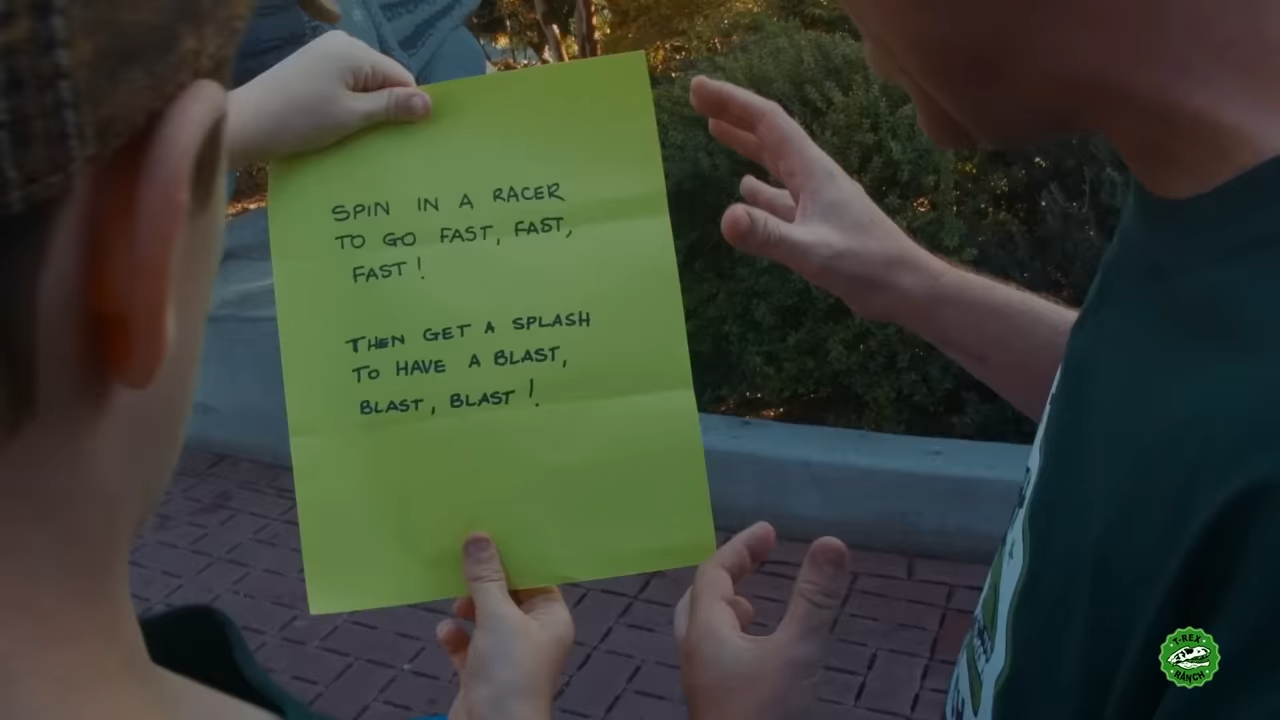 SPIN IN A RACER
TO GO FAST, FAST,
FAST!
THEN GET A SPLASH
TO HAVE A BLAST,
BLAST, BLAST!
T-REX
RANCH